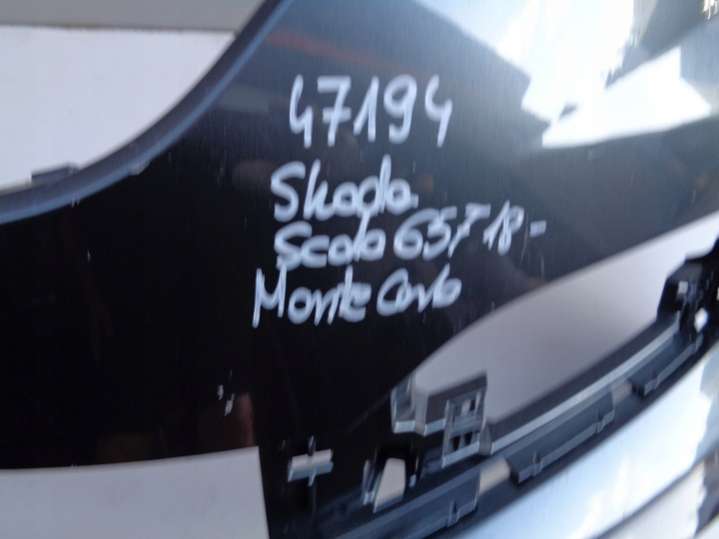 47194
Skoda
Scala 657 18-
Monte Carlo